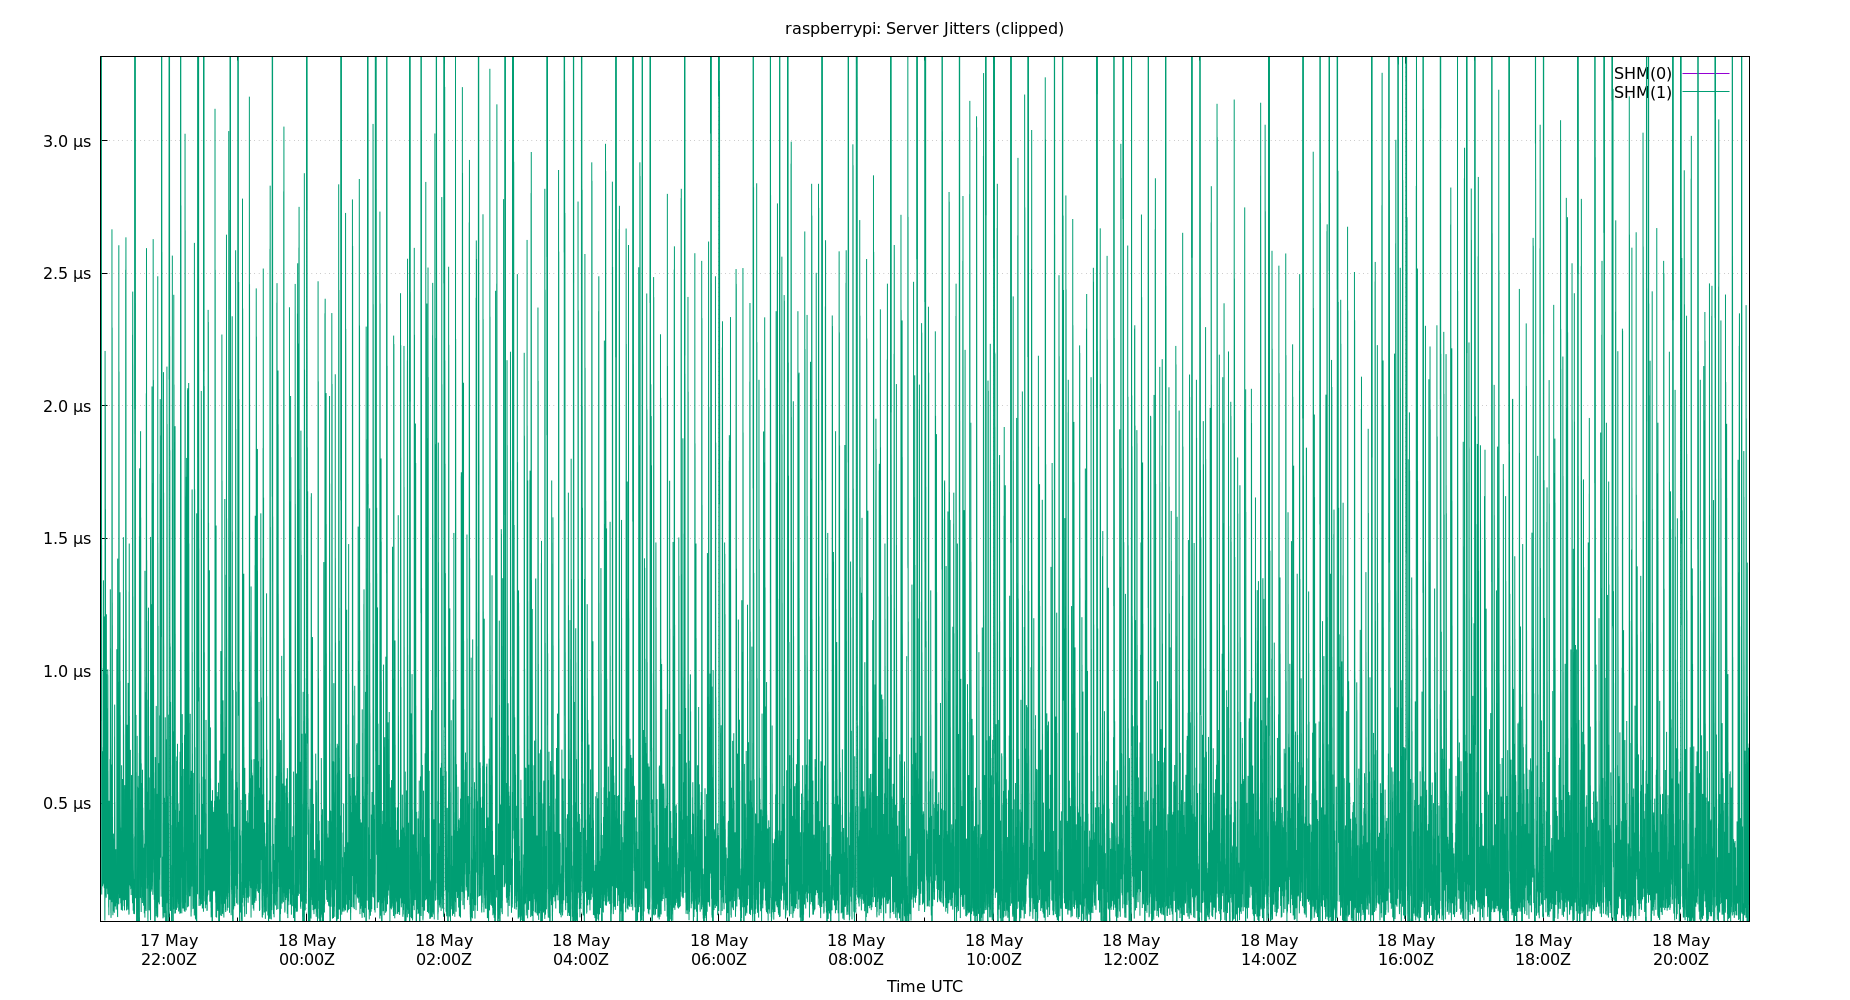 raspberrypi: Server Jitters (clipped)
SHM(0)
SHM(1)
3.0 µs
2.5 µs
2.0 µs
1.5 µs
1.0 µs
0.5 µs
17 May 18 May 18 May 18 May 18 May 18 May 18 May 18 May 18 May 18 May 18 May 18 May
22:00Z 00:00Z 02:00Z 04:00Z 06:00Z 08:00Z 10:00Z 12:00Z 14:00Z 16:00Z 18:00Z 20:00Z
Time UTC